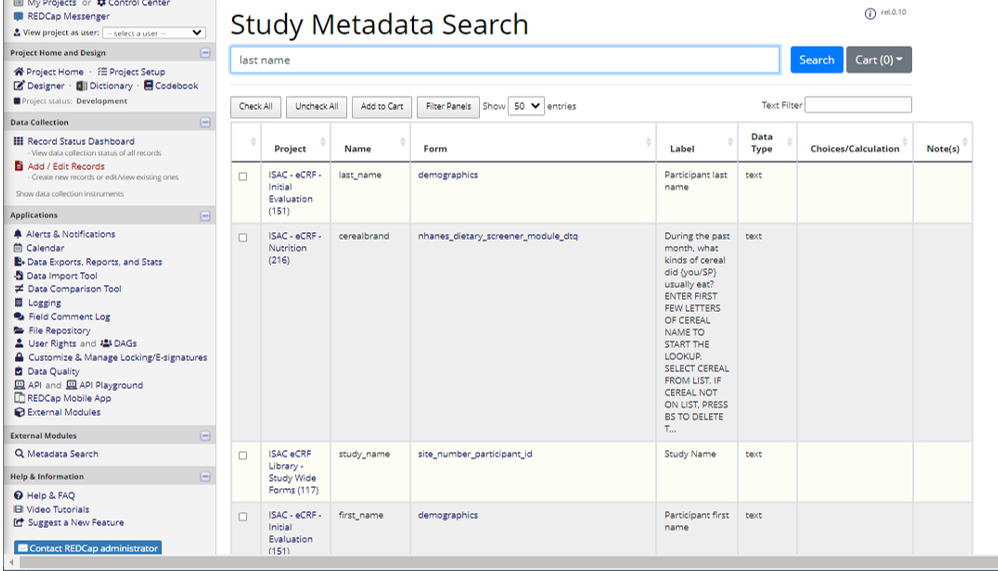 My Projects or Control Center
REDCap Messenger
View project as user: -- select a user --
Project Home and Design
Project Home · Project Setup
Designer · Dictionary · Codebook
Project status: Development
Data Collection
Record Status Dashboard
- View data collection status of all records
Add / Edit Records
- Create new records or edit/view existing ones
Show data collection instruments
Applications
Alerts & Notifications
Calendar
Data Exports, Reports, and Stats
Data Import Tool
Data Comparison Tool
Logging
Field Comment Log
File Repository
User Rights and DAGs
Customize & Manage Locking/E-signatures
Data Quality
API and API Playground
REDCap Mobile App
External Modules
External Modules
Metadata Search
Help & Information
Help & FAQ
Video Tutorials
Suggest a New Feature
Contact REDCap administrator
Study Metadata Search
rel.0.10
last name
Search
Cart (0)
Check All Uncheck All Add to Cart Filter Panels Show 50 entries Text Filter
Project Name Form Label Data Type Choices/Calculation Note(s)
ISAC - eCRF -
Initial
Evaluation
(151)
last_name
demographics
Participant last
name
text
ISAC - eCRF -
Nutrition
(216)
cerealbrand
nhanes_dietary_screener_module_dtq
During the past
month, what
kinds of cereal
did {you/SP}
usually eat?
ENTER FIRST
FEW LETTERS
OF CEREAL
NAME TO
START THE
LOOKUP.
SELECT CEREAL
FROM LIST. IF
CEREAL NOT
ON LIST, PRESS
BS TO DELETE
T...
text
ISAC eCRF
Library -
Study Wide
Forms (117)
study_name
site_number_participant_id
Study Name
text
ISAC - eCRF -
Initial
Evaluation
(151)
first_name
demographics
Participant first
name
text